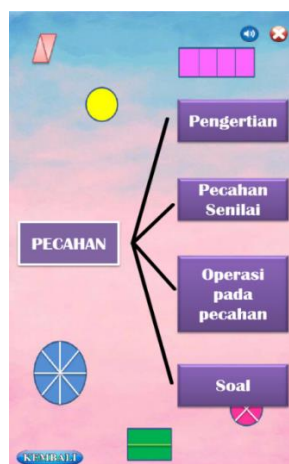 Pengertian
Pecahan
Senilai
PECAHAN
Operasi
pada
pecahan
Soal
KEMBALI